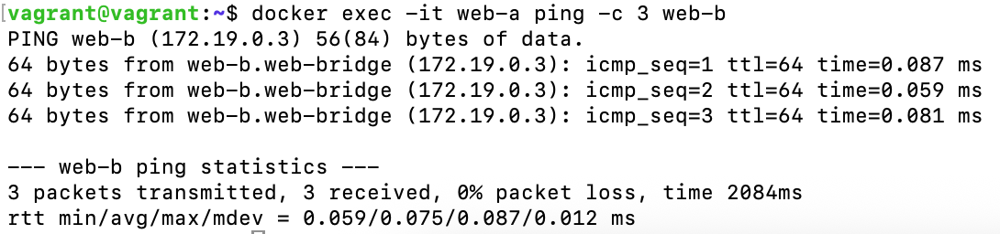 [vagrant@vagrant:~$ docker exec -it web-a ping -c 3 web-b
PING web-b (172.19.0.3) 56(84) bytes of data.
64 bytes from web-b.web-bridge (172.19.0.3): icmp_seq=1 ttl=64 time=0.087 ms
64 bytes from web-b.web-bridge (172.19.0.3): icmp_seq=2 ttl=64 time=0.059 ms
64 bytes from web-b.web-bridge (172.19.0.3): icmp_seq=3 ttl=64 time=0.081 ms

--- web-b ping statistics ---
3 packets transmitted, 3 received, 0% packet loss, time 2084ms
rtt min/avg/max/mdev = 0.059/0.075/0.087/0.012 ms